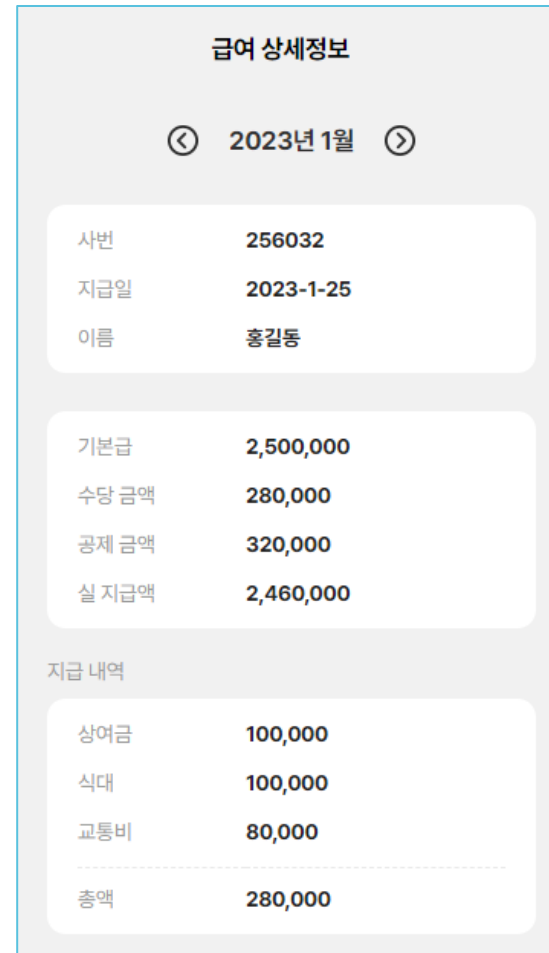 급여 상세정보
2023년 1월
사번 256032
지급일 2023-1-25
이름 홍길동
기본급 2,500,000
수당 금액 280,000
공제 금액 320,000
실 지급액 2,460,000
지급 내역
상여금 100,000
식대 100,000
교통비 80,000
총액 280,000